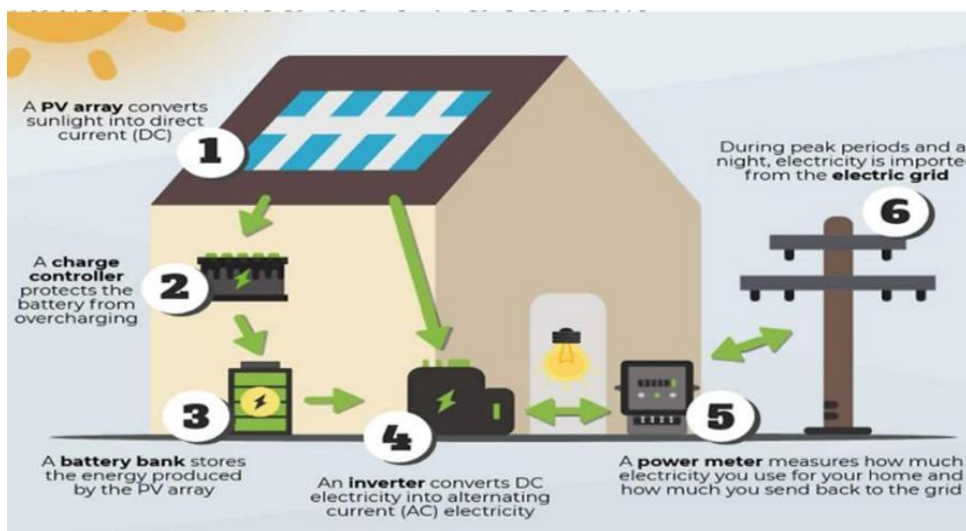 A PV array converts
sunlight into direct
current (DC)
1
A charge
controller
protects the
battery from
overcharging
2
3
A battery bank stores
the energy produced
by the PV array
4
An inverter converts DC
electricity into alternating
current (AC) electricity
5
A power meter measures how much
electricity you use for your home and
how much you send back to the grid
During peak periods and a
night, electricity is importe
from the electric grid
6